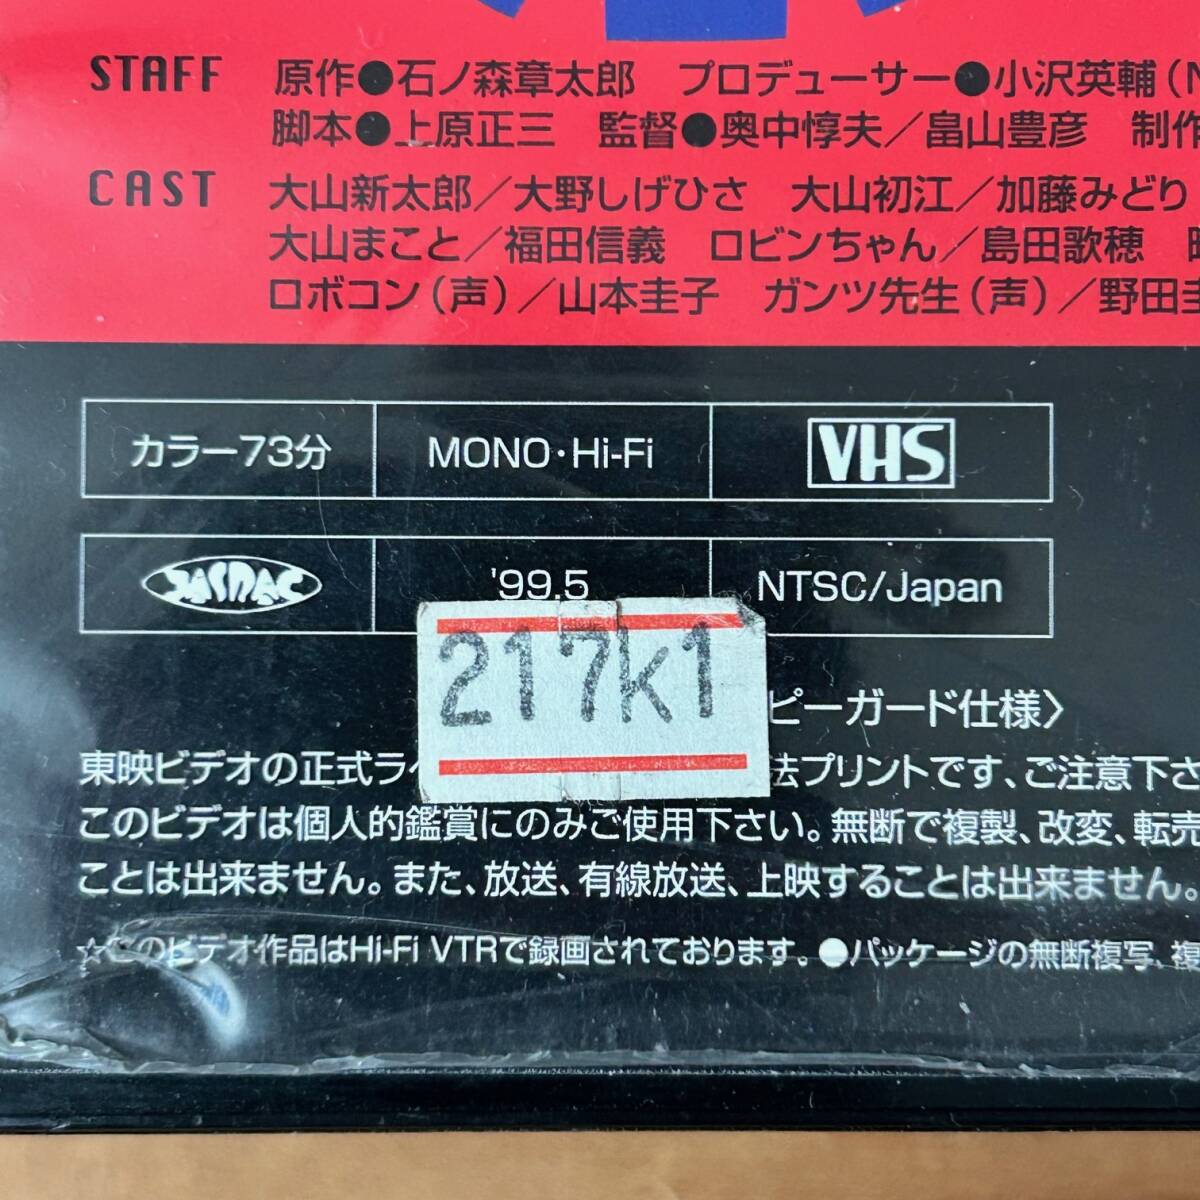 STAFF 原作●石ノ森章太郎 プロデューサー●小沢英輔(N
脚本●上原正三 監督●奥中惇夫／畠山豊彦 制作
CAST 大山新太郎／大野しげひさ 大山初江／加藤みどり
大山まこと／福田信義 ロビンちゃん／島田歌穂
ロボコン(声)／山本圭子 ガンツ先生(声)／野田圭
カラー73分 MONO・Hi-Fi VHS
JASRAC '99.5 NTSC/Japan
217k1
ピーガード仕様〉
東映ビデオの正式ラ 法プリントです、ご注意下さ
このビデオは個人的鑑賞にのみご使用下さい。無断で複製、改変、転売
ことは出来ません。また、放送、有線放送、上映することは出来ません。
☆このビデオ作品はHi-Fi VTRで録画されております。●パッケージの無断複写、複